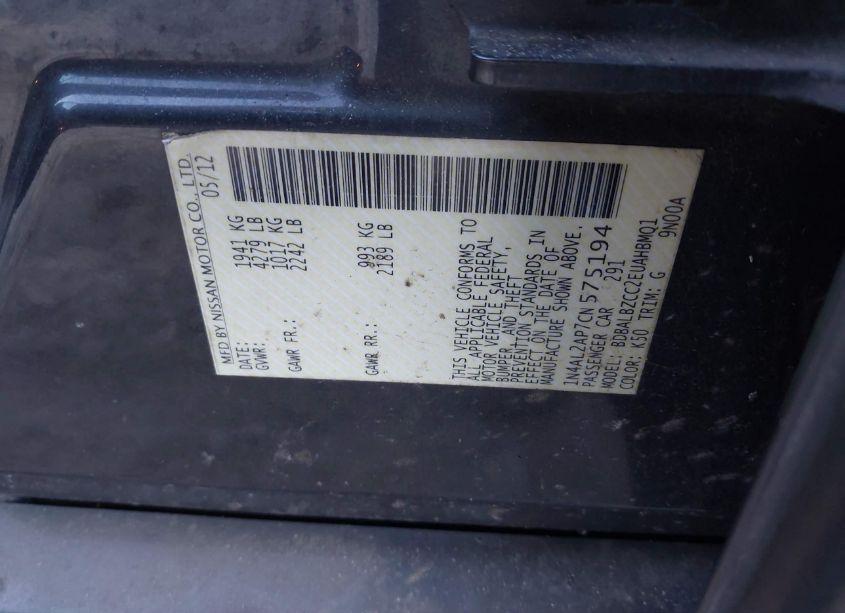 MFD BY NISSAN MOTOR CO., LTD.
DATE: 05/12
GVWR: 1941 KG
4279 LB
GAWR FR.: 1017 KG
2242 LB
GAWR RR.: 993 KG
2189 LB
THIS VEHICLE CONFORMS TO
ALL APPLICABLE FEDERAL
MOTOR VEHICLE SAFETY,
BUMPER, AND THEFT
PREVENTION STANDARDS IN
EFFECT ON THE DATE OF
MANUFACTURE SHOWN ABOVE.
1N4AL2AP7CN575194
PASSENGER CAR 291
MODEL: BDBALBZCC2EUAHBMQ1
COLOR: K50 TRIM: G 9N00A